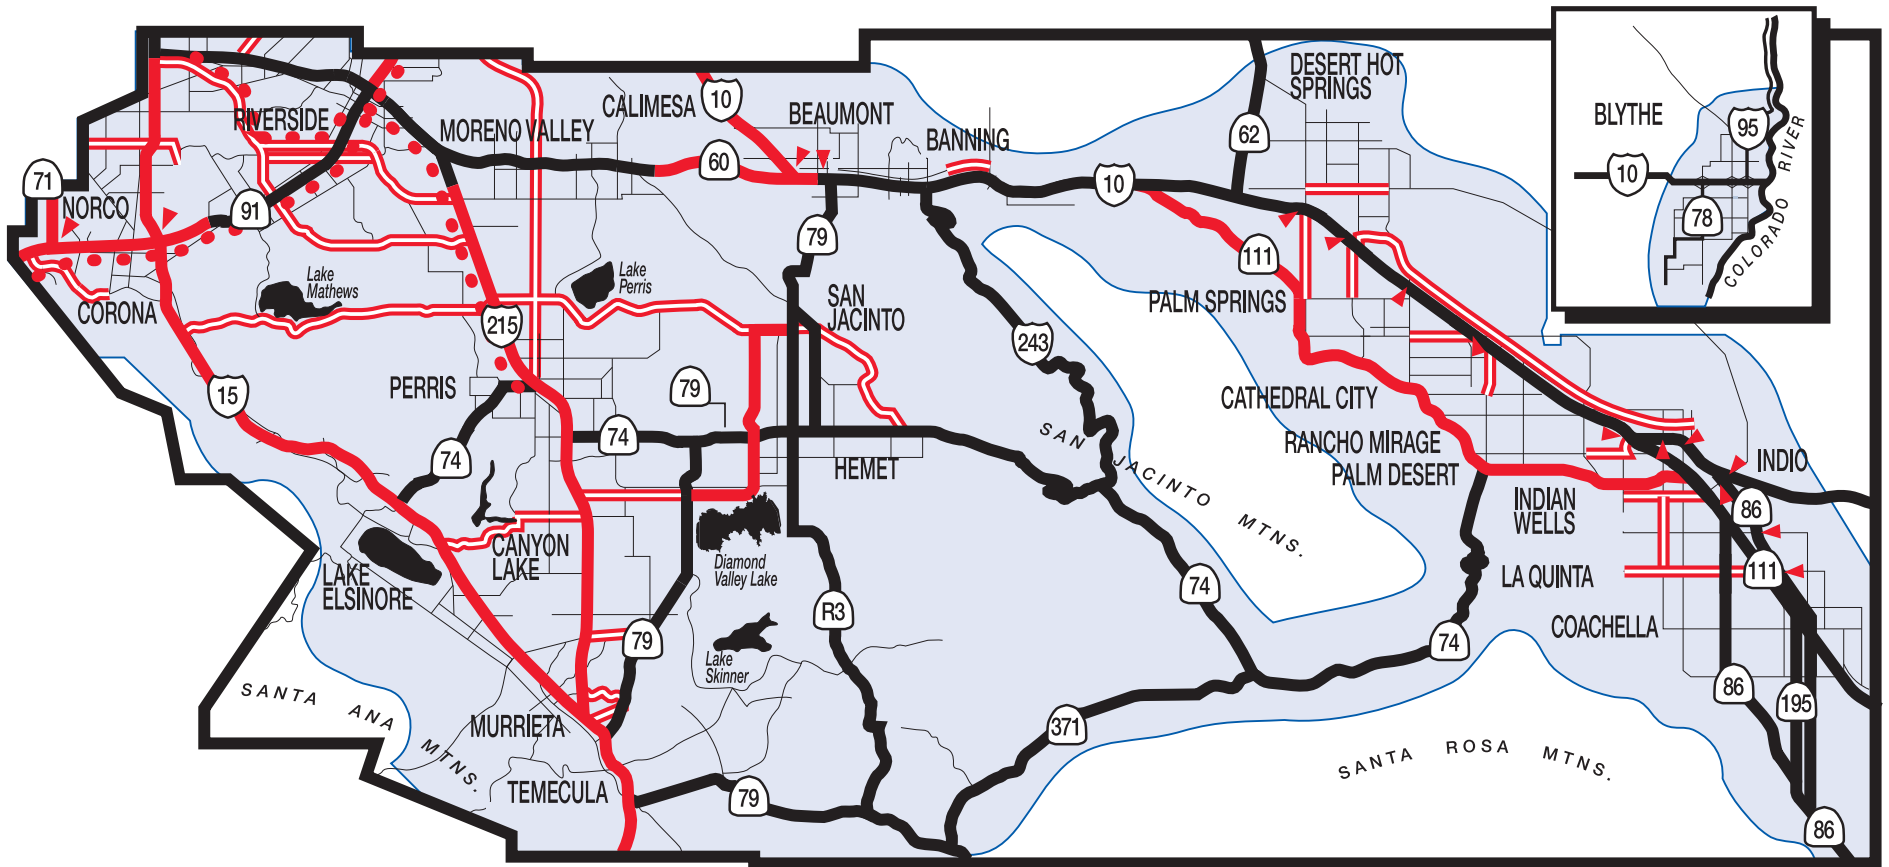 DESERT HOT
SPRINGS
10
CALIMESA
BEAUMONT
RIVERSIDE
MORENO VALLEY
62
BANNING
BLYTHE
95
10
78
COLORADO RIVER
60
71
NORCO
91
10
79
111
Lake
Mathews
Lake
Perris
CORONA
SAN
JACINTO
PALM SPRINGS
215
243
15
PERRIS
79
CATHEDRAL CITY
74
74
SAN JACINTO MTNS.
RANCHO MIRAGE
HEMET
PALM DESERT
INDIO
INDIAN
WELLS
86
CANYON
LAKE
Diamond
Valley Lake
LAKE
ELSINORE
LA QUINTA
111
74
R3
COACHELLA
79
74
Lake
Skinner
SANTA ANA MTNS.
86
195
MURRIETA
371
SANTA ROSA MTNS.
TEMECULA
79
86